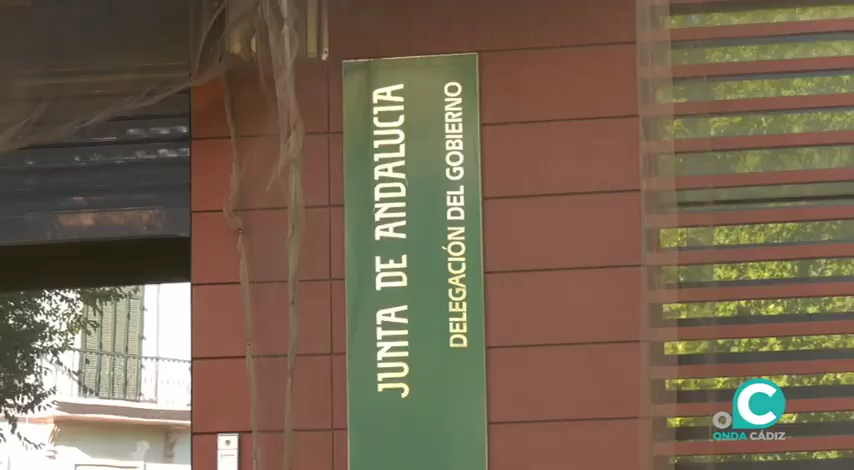 JUNTA DE ANDALUCIA
DELEGACIÓN DEL GOBIERNO
ONDA CÁDIZ